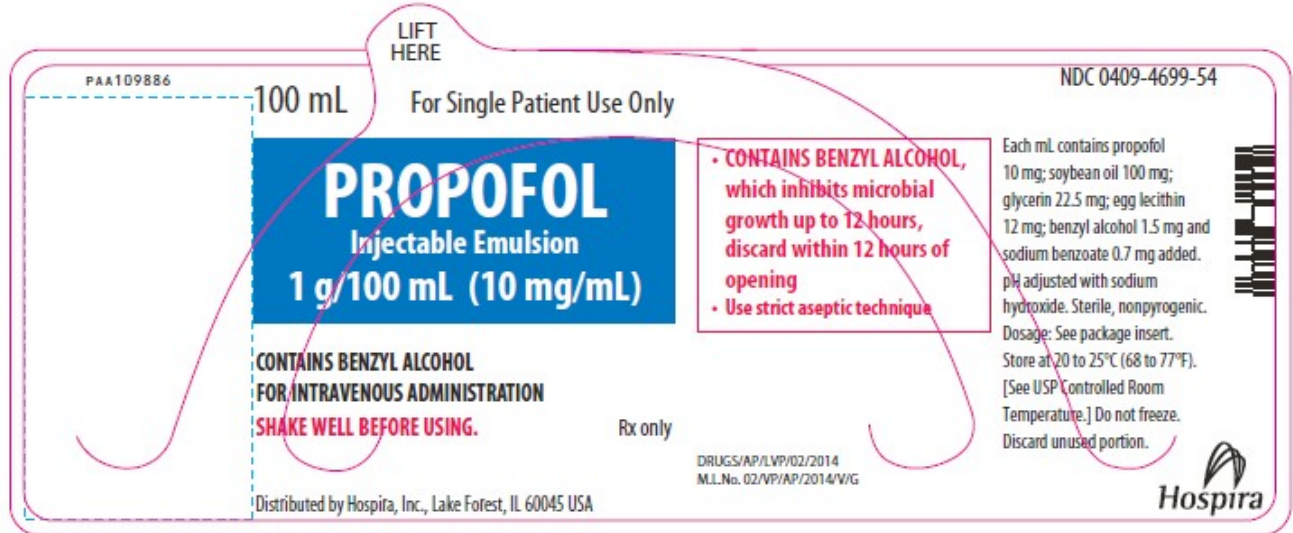 LIFT
HERE
PAA109886
100 mL
For Single Patient Use Only
PROPOFOL
Injectable Emulsion
1 g/100 mL (10 mg/mL)
CONTAINS BENZYL ALCOHOL
FOR INTRAVENOUS ADMINISTRATION
SHAKE WELL BEFORE USING.
Rx only
Distributed by Hospira, Inc., Lake Forest, IL 60045 USA
• CONTAINS BENZYL ALCOHOL,
which inhibits microbial
growth up to 12 hours,
discard within 12 hours of
opening
• Use strict aseptic technique
DRUGS/AP/LVP/02/2014
M.L.No. 02/VP/AP/2014/V/G
NDC 0409-4699-54
Each mL contains propofol
10 mg; soybean oil 100 mg;
glycerin 22.5 mg; egg lecithin
12 mg; benzyl alcohol 1.5 mg and
sodium benzoate 0.7 mg added.
pH adjusted with sodium
hydroxide. Sterile, nonpyrogenic.
Dosage: See package insert.
Store at 20 to 25°C (68 to 77°F).
[See USP Controlled Room
Temperature.] Do not freeze.
Discard unused portion.
Hospira